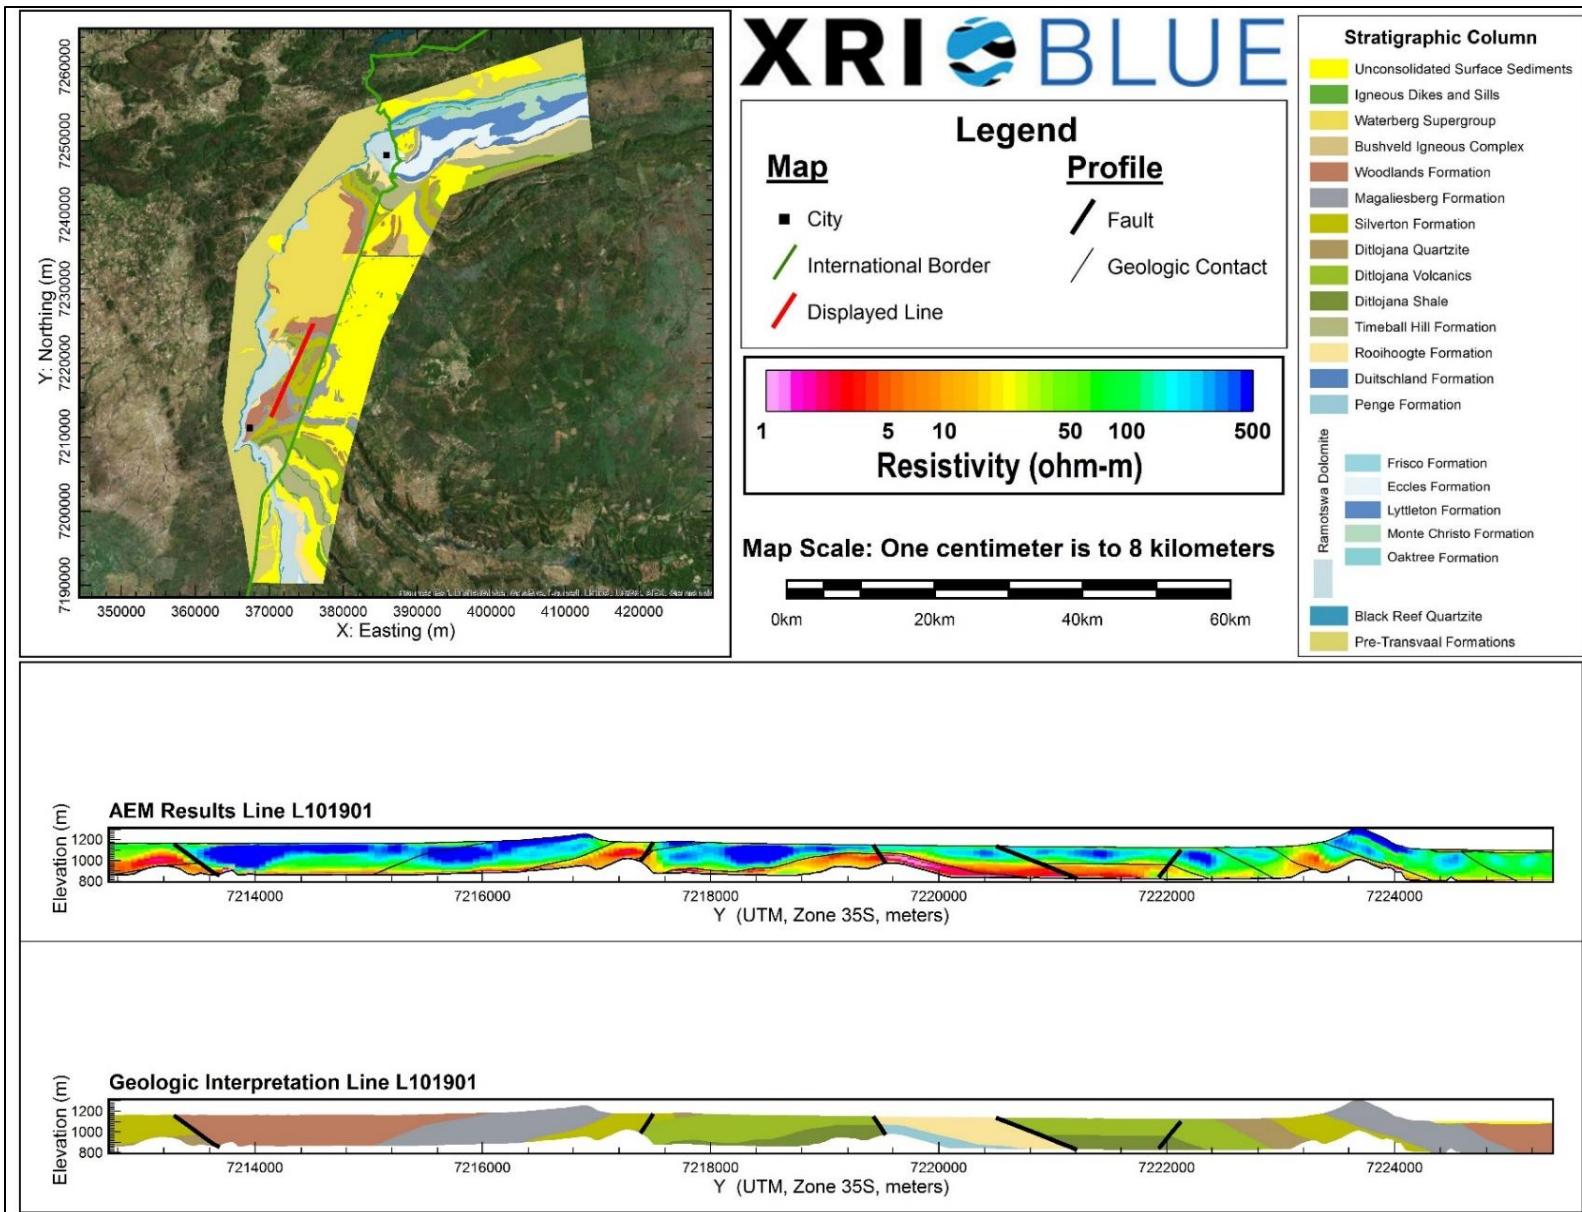 7260000
7250000
7240000
7230000
7220000
7210000
7200000
7190000
Y: Northing (m)
350000 360000 370000 380000 390000 400000 410000 420000
X: Easting (m)
XRI BLUE
Legend
Map
City
International Border
Displayed Line
Profile
Fault
Geologic Contact
1 5 10 50 100 500
Resistivity (ohm-m)
Map Scale: One centimeter is to 8 kilometers
0km 20km 40km 60km
Stratigraphic Column
Unconsolidated Surface Sediments
Igneous Dikes and Sills
Waterberg Supergroup
Bushveld Igneous Complex
Woodlands Formation
Magaliesberg Formation
Silverton Formation
Ditlojana Quartzite
Ditlojana Volcanics
Ditlojana Shale
Timeball Hill Formation
Rooihoogte Formation
Duitschland Formation
Penge Formation
Ramotswa Dolomite
Frisco Formation
Eccles Formation
Lyttleton Formation
Monte Christo Formation
Oaktree Formation
Black Reef Quartzite
Pre-Transvaal Formations
AEM Results Line L101901
Elevation (m)
1200
1000
800
7214000 7216000 7218000 7220000 7222000 7224000
Y (UTM, Zone 35S, meters)
Geologic Interpretation Line L101901
Elevation (m)
1200
1000
800
7214000 7216000 7218000 7220000 7222000 7224000
Y (UTM, Zone 35S, meters)